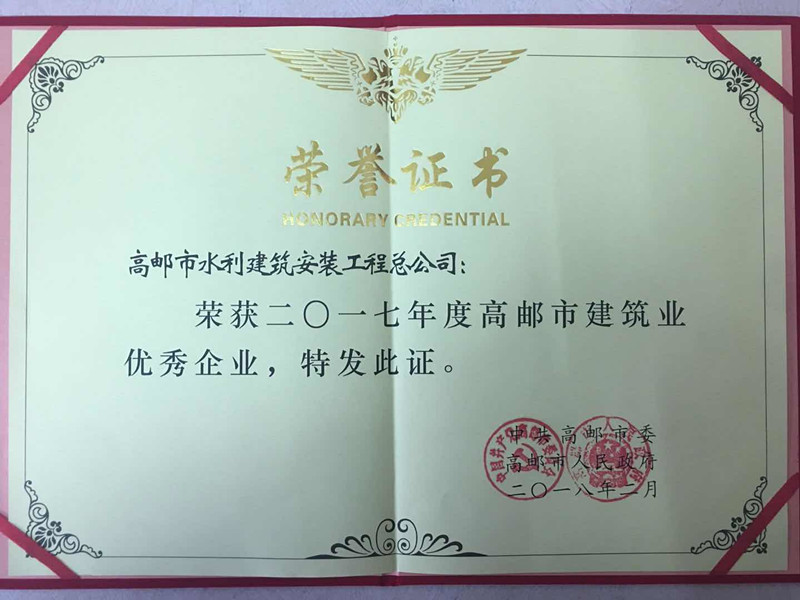 荣誉证书
HONORARY CREDENTIAL
高邮市水利建筑安装工程总公司：
荣获二〇一七年度高邮市建筑业
优秀企业，特发此证。
中共高邮市委
高邮市人民政府
二〇一八年二月